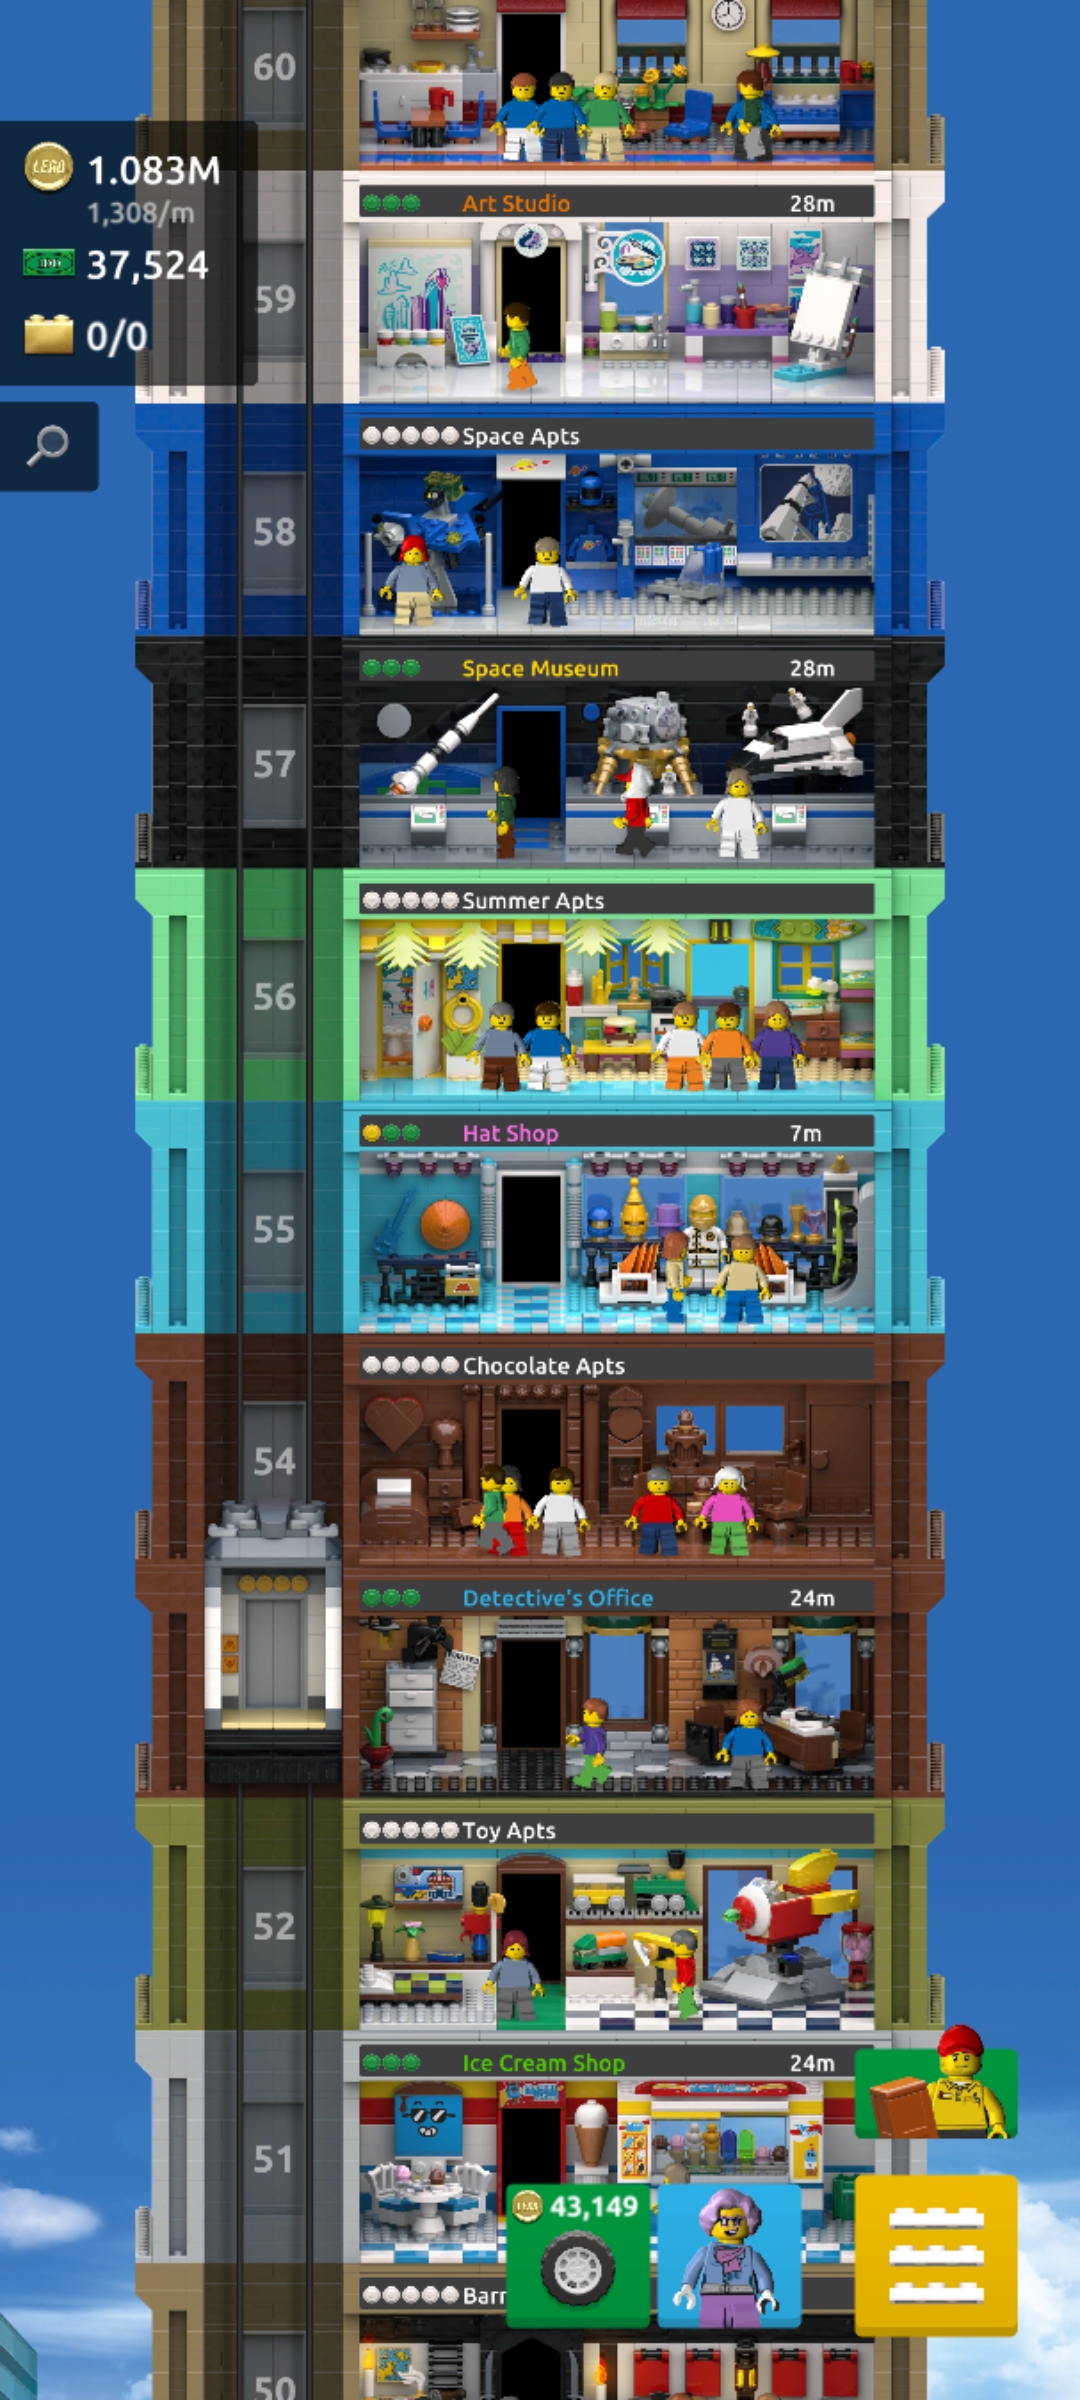 60
LEGO 1.083M
1,308/m
37,524
0/0
Art Studio 28m
59
Space Apts
58
Space Museum 28m
57
Summer Apts
56
Hat Shop 7m
55
Chocolate Apts
54
Detective's Office 24m
WANTED
Toy Apts
52
Ice Cream Shop 24m
51
43,149
Barr
50